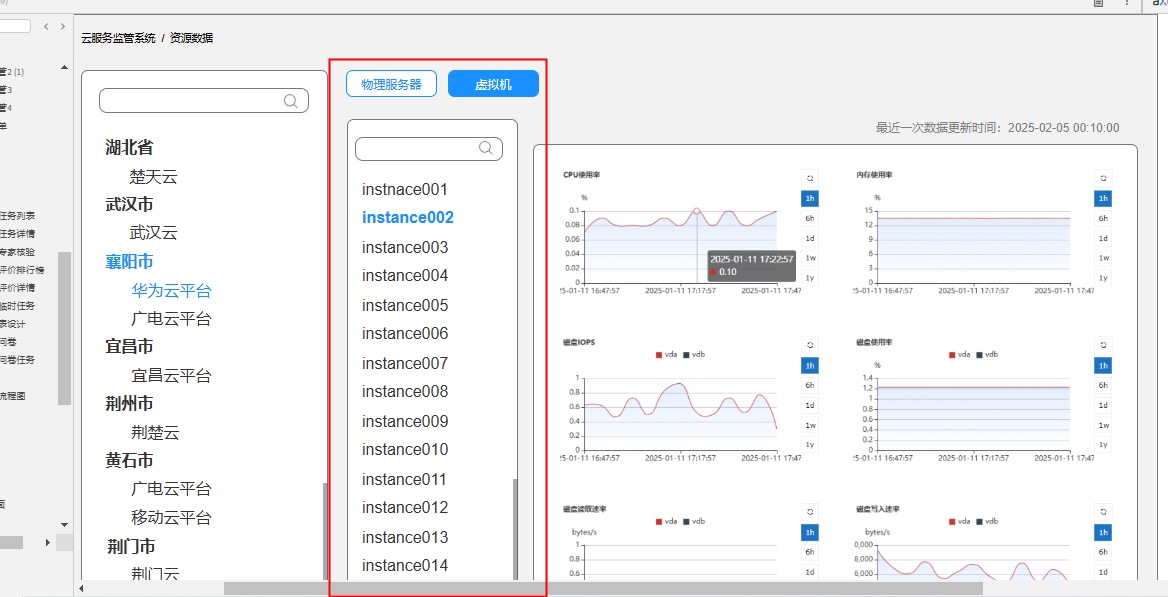 云服务监管系统 / 资源数据
管2 (1)
管3
管4
单
任务列表
任务详情
专家核验
评价排行榜
评价详情
临时任务
表设计
问卷
问卷任务
流程图
面
湖北省
楚天云
武汉市
武汉云
襄阳市
华为云平台
广电云平台
宜昌市
宜昌云平台
荆州市
荆楚云
黄石市
广电云平台
移动云平台
荆门市
荆门云
物理服务器
虚拟机
instnace001
instance002
instance003
instance004
instance005
instance006
instance007
instance008
instance009
instance010
instance011
instance012
instance013
instance014
最近一次数据更新时间：2025-02-05 00:10:00
CPU使用率
%
0.1
0.08
0.06
0.04
0.02
0
25-01-11 16:47:57
2025-01-11 17:17:57
2025-01-11 17:47
2025-01-11 17:22:57
0.10
1h
6h
1d
1w
1y
内存使用率
%
15
12
9
6
3
0
2025-01-11 16:47:57
2025-01-11 17:17:57
2025-01-11 17:47
1h
6h
1d
1w
1y
磁盘IOPS
vda vdb
1
0.8
0.6
0.4
0.2
0
25-01-11 16:47:57
2025-01-11 17:17:57
2025-01-11 17:47
1h
6h
1d
1w
1y
磁盘使用率
vda vdb
%
1.4
1.2
1
0.8
0.6
0.4
0.2
0
2025-01-11 16:47:57
2025-01-11 17:17:57
2025-01-11 17:47
1h
6h
1d
1w
1y
磁盘读取速率
vda vdb
bytes/s
1
0.8
0.6
1h
6h
1d
磁盘写入速率
vda vdb
bytes/s
0,000
8,000
6,000
1h
6h
1d